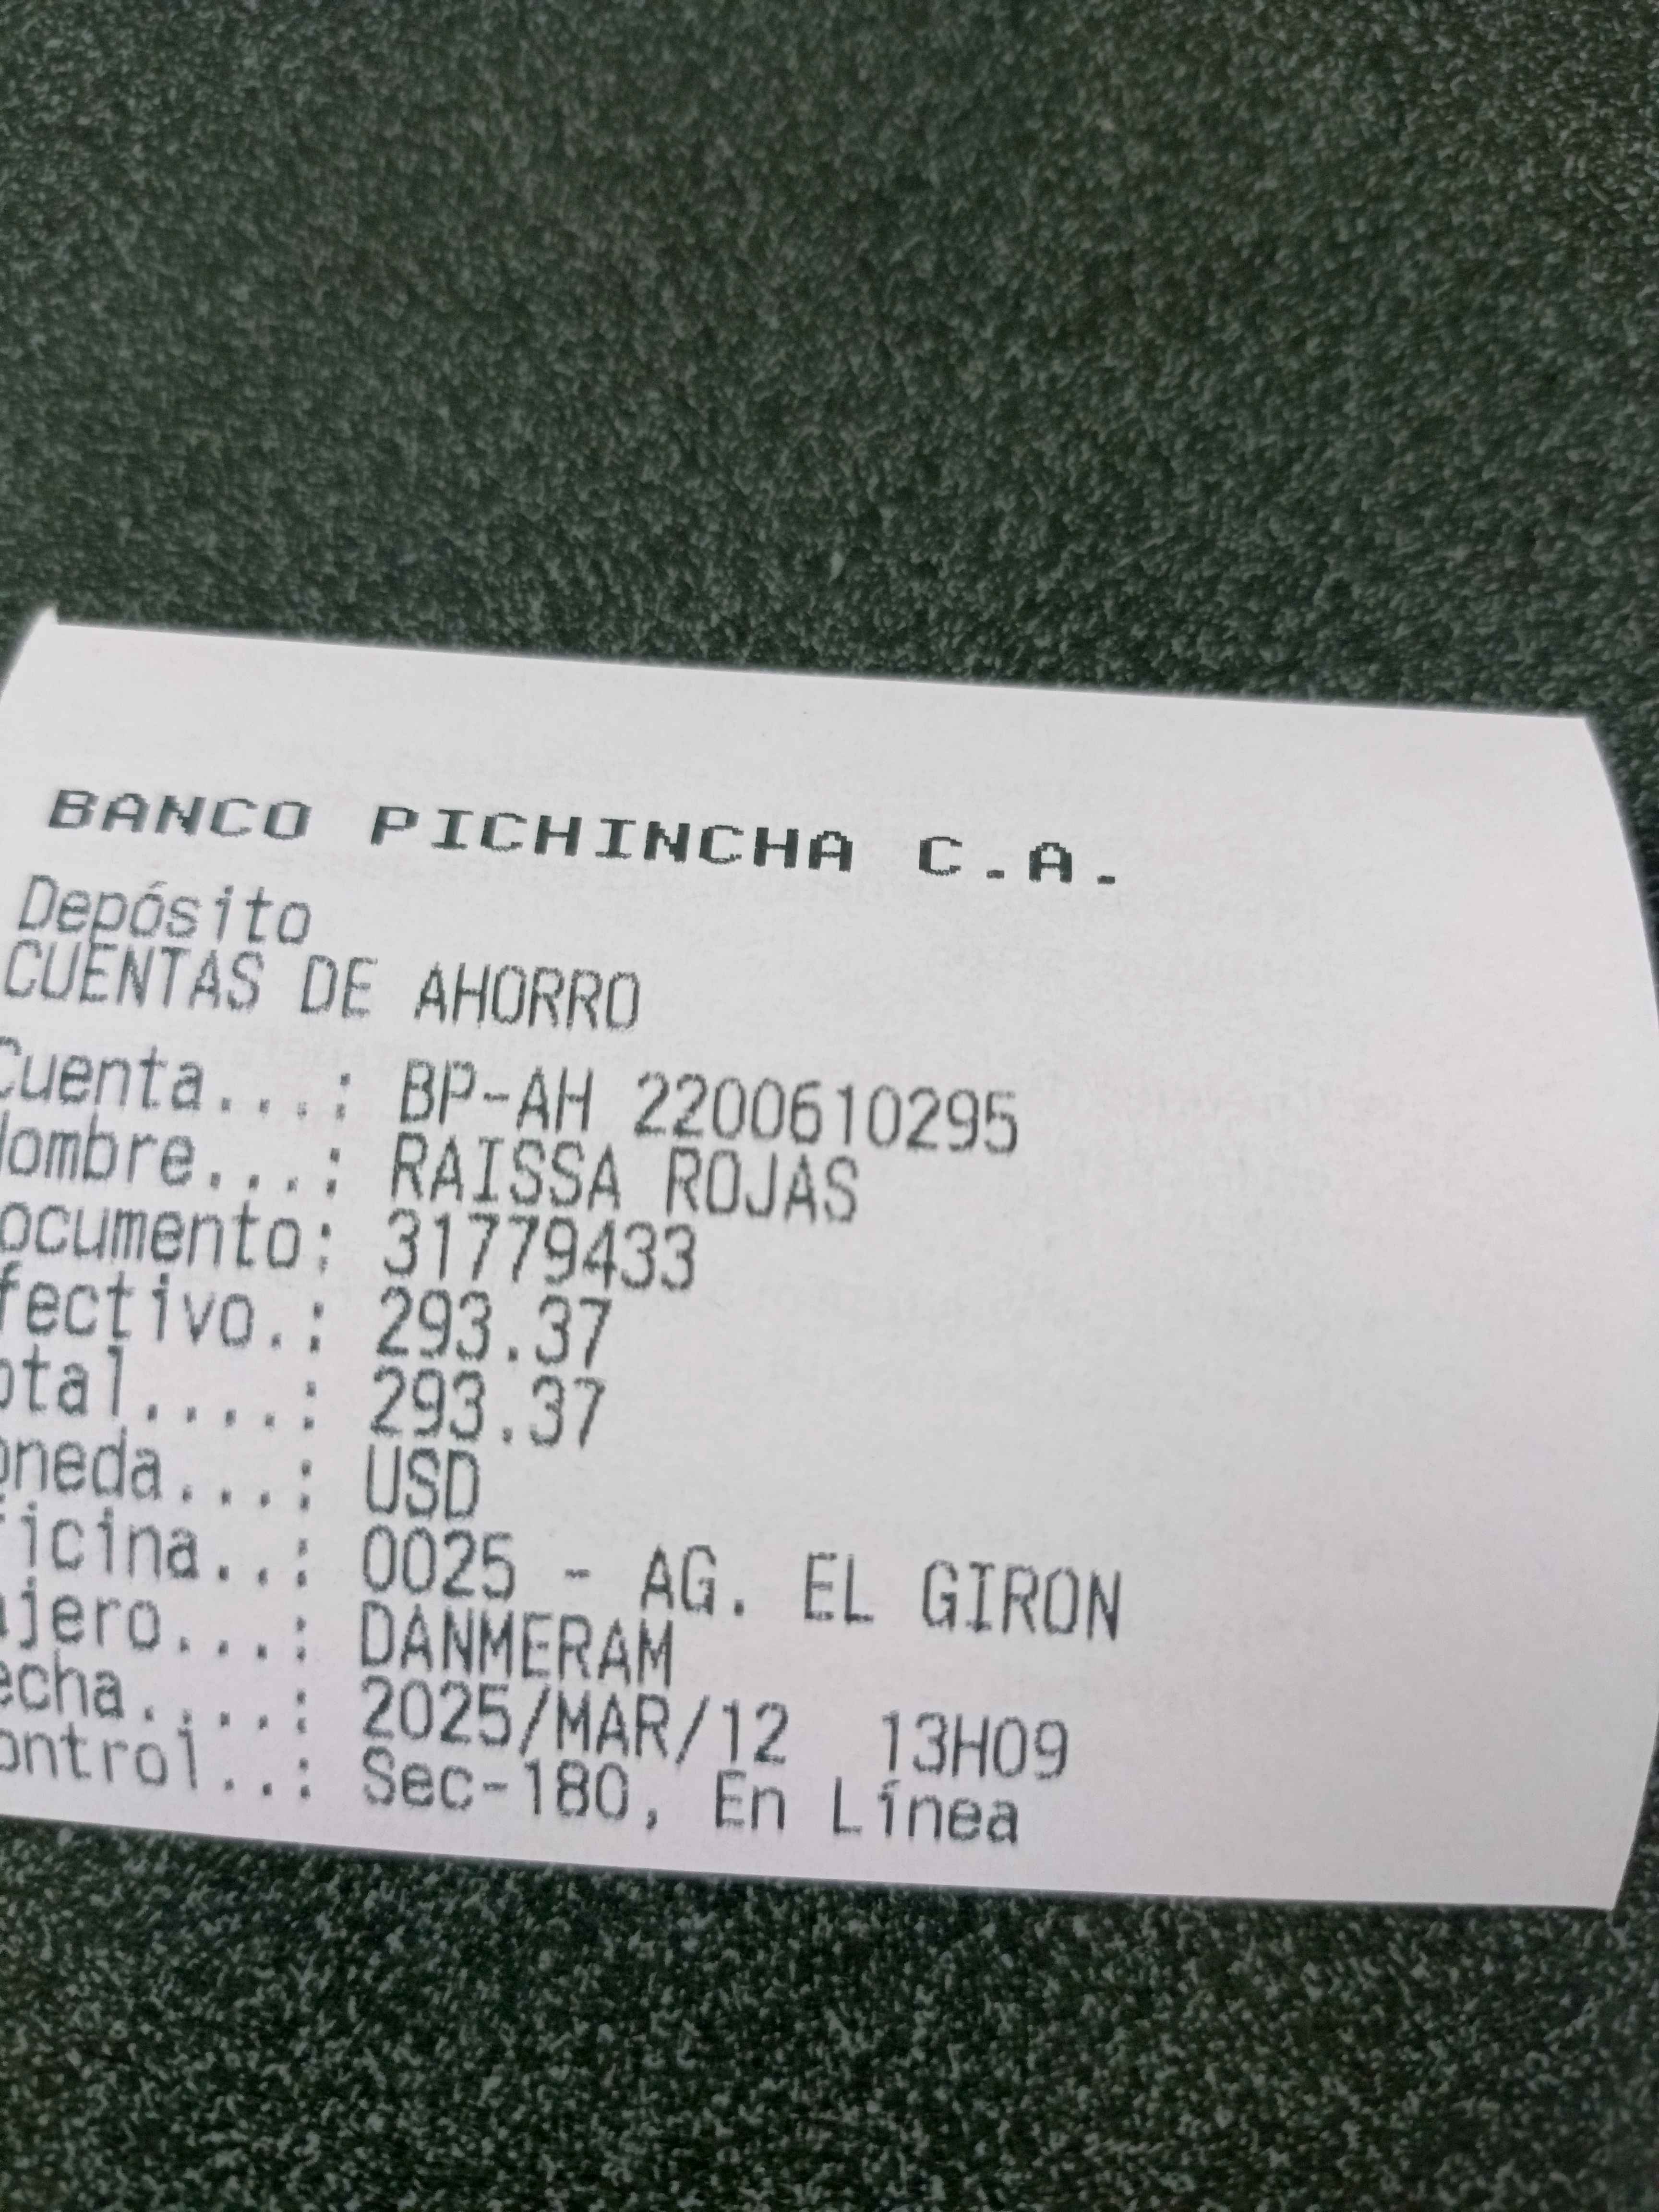 BANCO PICHINCHA C.A.
Depósito
CUENTAS DE AHORRO
Cuenta...: BP-AH 2200610295
ombre...: RAISSA ROJAS
ocumento: 31779433
fectivo.: 293.37
otal....: 293.37
oneda...: USD
icina..: 0025 - AG. EL GIRON
jero...: DANMERAM
echa....: 2025/MAR/12 13H09
ontrol..: Sec-180, En Línea